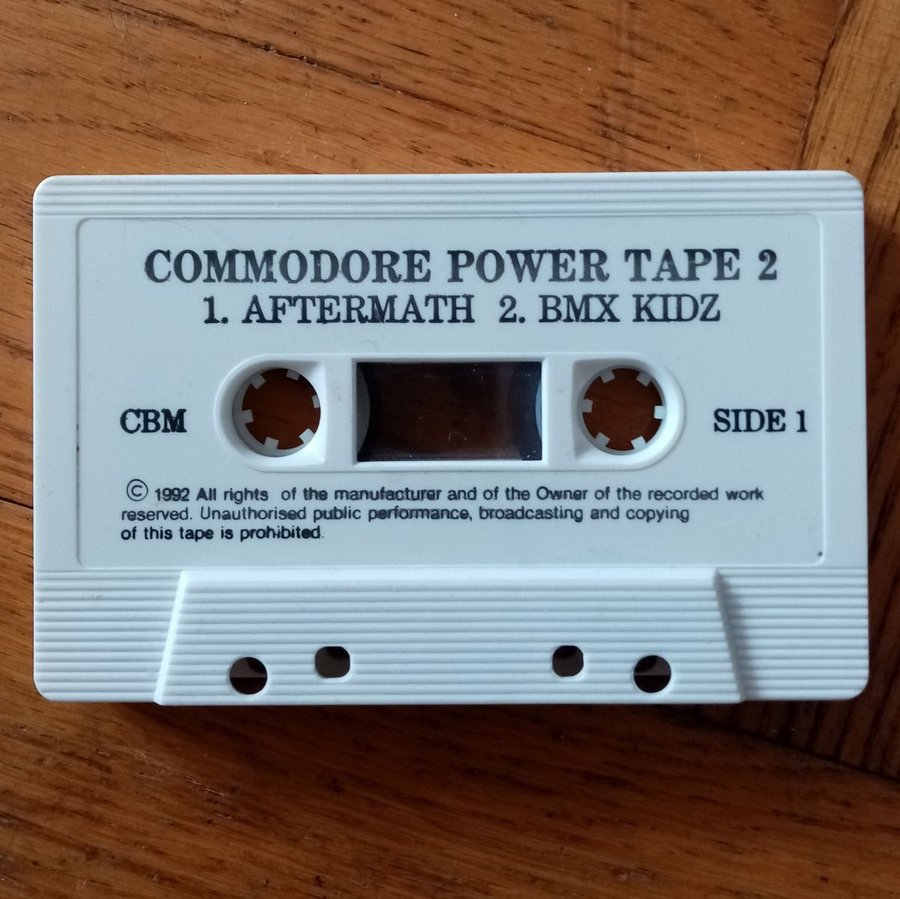 COMMODORE POWER TAPE 2
1. AFTERMATH 2. BMX KIDZ
CBM SIDE 1
© 1992 All rights of the manufacturer and of the Owner of the recorded work
reserved. Unauthorised public performance, broadcasting and copying
of this tape is prohibited.